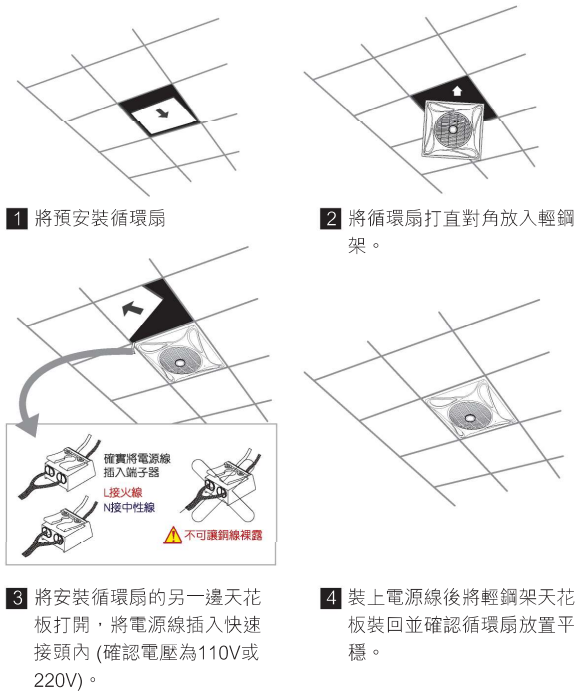 1 將預安裝循環扇
2 將循環扇打直對角放入輕鋼
架。
確實將電源線
插入端子器
L接火線
N接中性線
不可讓銅線裸露
3 將安裝循環扇的另一邊天花
板打開，將電源線插入快速
接頭內 (確認電壓為110V或
220V)。
4 裝上電源線後將輕鋼架天花
板裝回並確認循環扇放置平
穩。